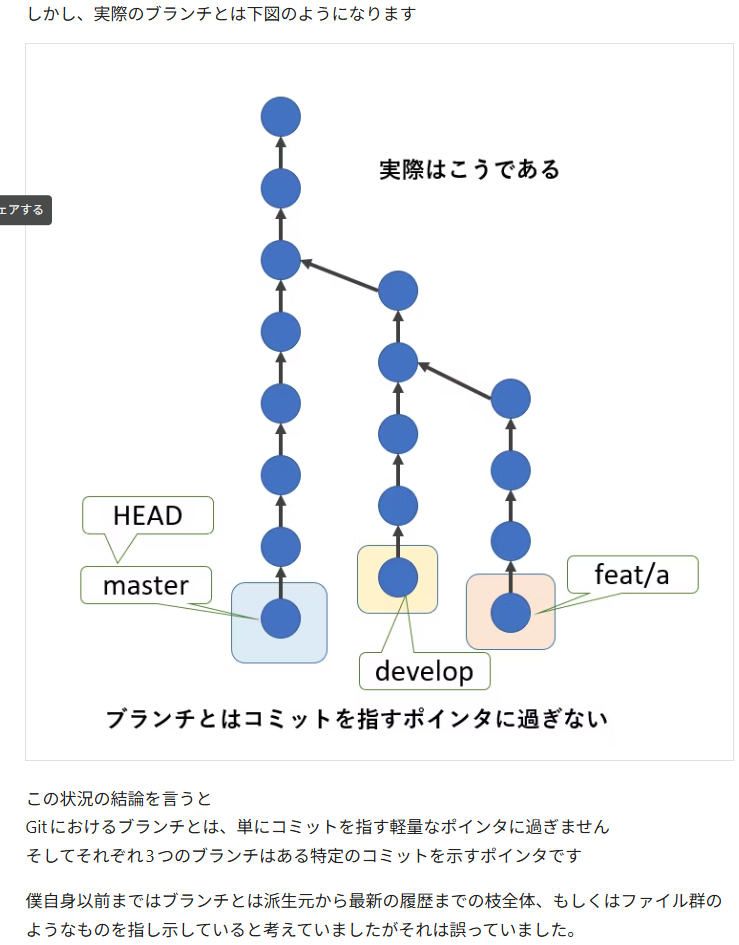 しかし、実際のブランチとは下図のようになります
実際はこうである
ェアする
HEAD
master
feat/a
develop
ブランチとはコミットを指すポインタに過ぎない
この状況の結論を言うと
Gitにおけるブランチとは、単にコミットを指す軽量なポインタに過ぎません
そしてそれぞれ3つのブランチはある特定のコミットを示すポインタです
僕自身以前まではブランチとは派生元から最新の履歴までの枝全体、もしくはファイル群の
ようなものを指し示していると考えていましたがそれは誤っていました。